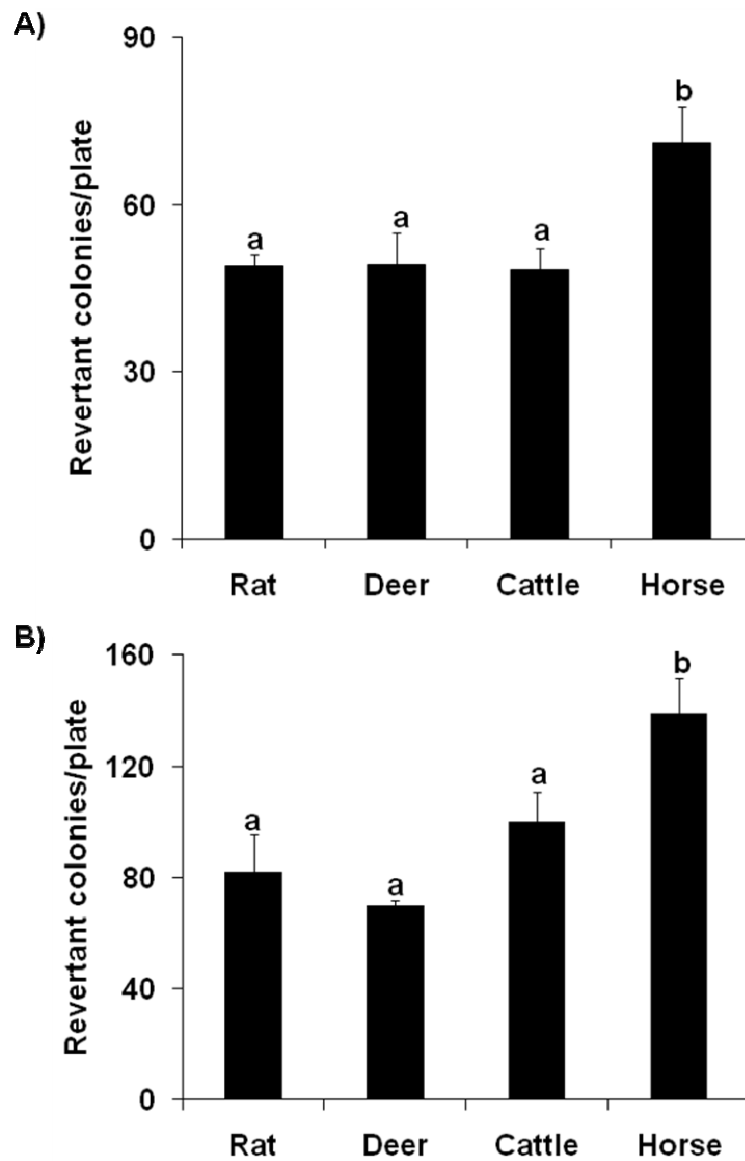 A)
Revertant colonies/plate
90
60
30
0
a
a
a
b
Rat Deer Cattle Horse
B)
Revertant colonies/plate
160
120
80
40
0
a
a
a
b
Rat Deer Cattle Horse